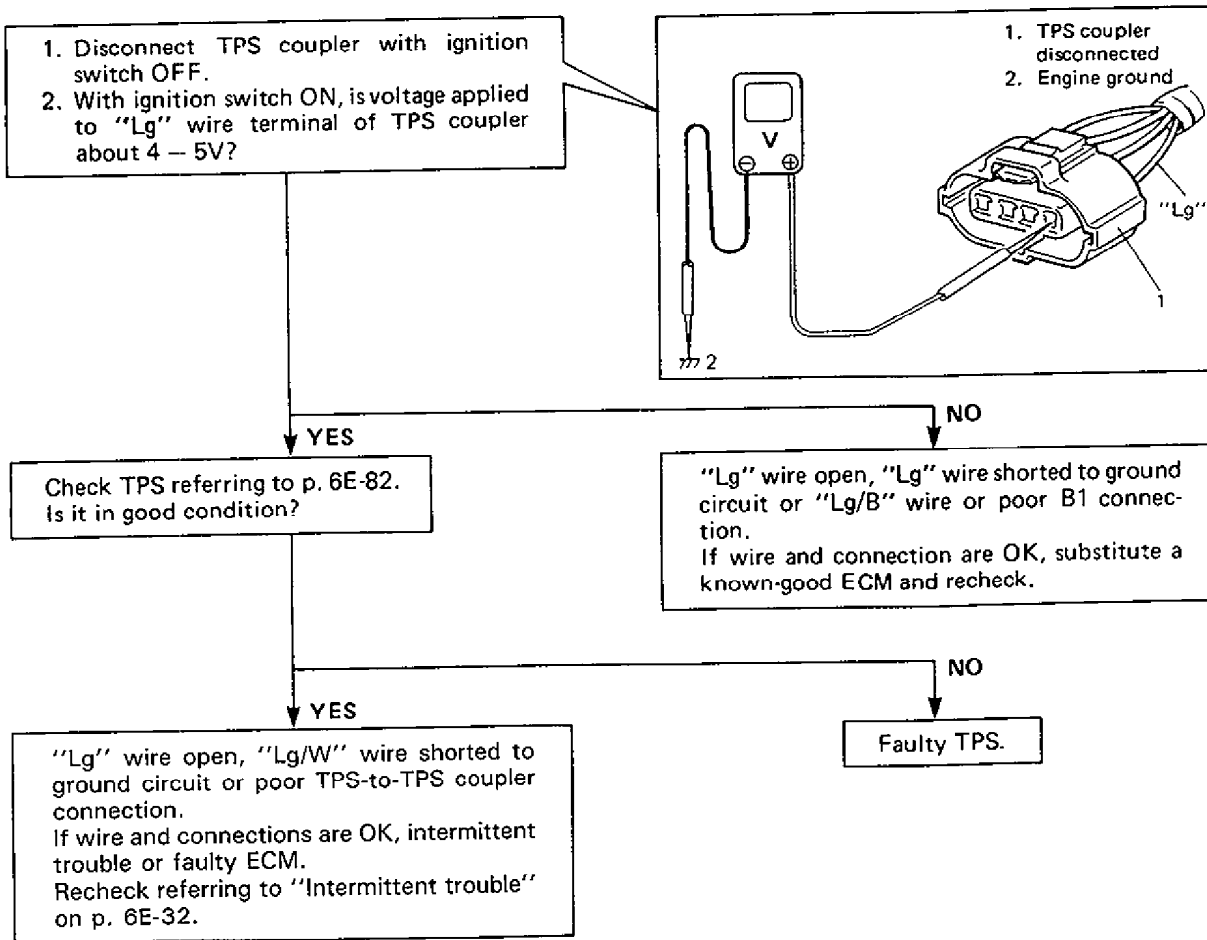 1. Disconnect TPS coupler with ignition
switch OFF.
2. With ignition switch ON, is voltage applied
to "Lg" wire terminal of TPS coupler
about 4 – 5V?
1. TPS coupler
disconnected
2. Engine ground
V
⊖ ⊕
"Lg"
1
2
YES
NO
Check TPS referring to p. 6E-82.
Is it in good condition?
"Lg" wire open, "Lg" wire shorted to ground
circuit or "Lg/B" wire or poor B1 connec-
tion.
If wire and connection are OK, substitute a
known-good ECM and recheck.
YES
NO
"Lg" wire open, "Lg/W" wire shorted to
ground circuit or poor TPS-to-TPS coupler
connection.
If wire and connections are OK, intermittent
trouble or faulty ECM.
Recheck referring to "Intermittent trouble"
on p. 6E-32.
Faulty TPS.